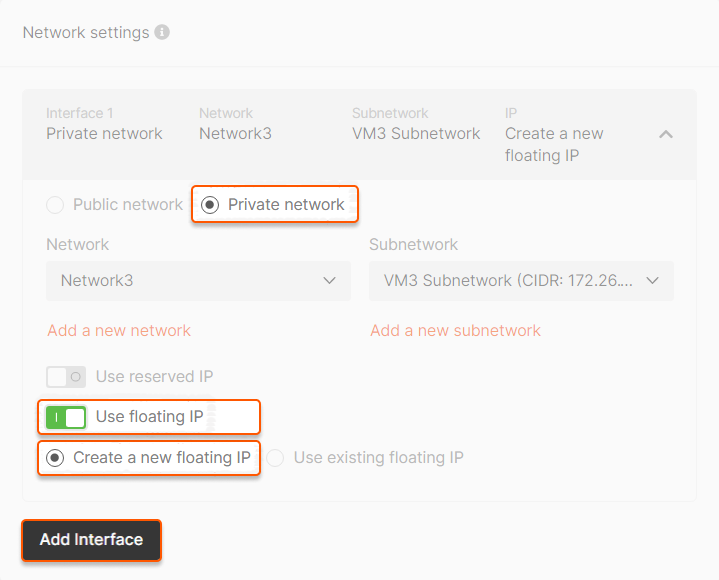 Network settings
Interface 1 Network Subnetwork IP
Private network Network3 VM3 Subnetwork Create a new
floating IP
Public network Private network
Network Subnetwork
Network3 VM3 Subnetwork (CIDR: 172.26....
Add a new network Add a new subnetwork
Use reserved IP
Use floating IP
Create a new floating IP Use existing floating IP
Add Interface